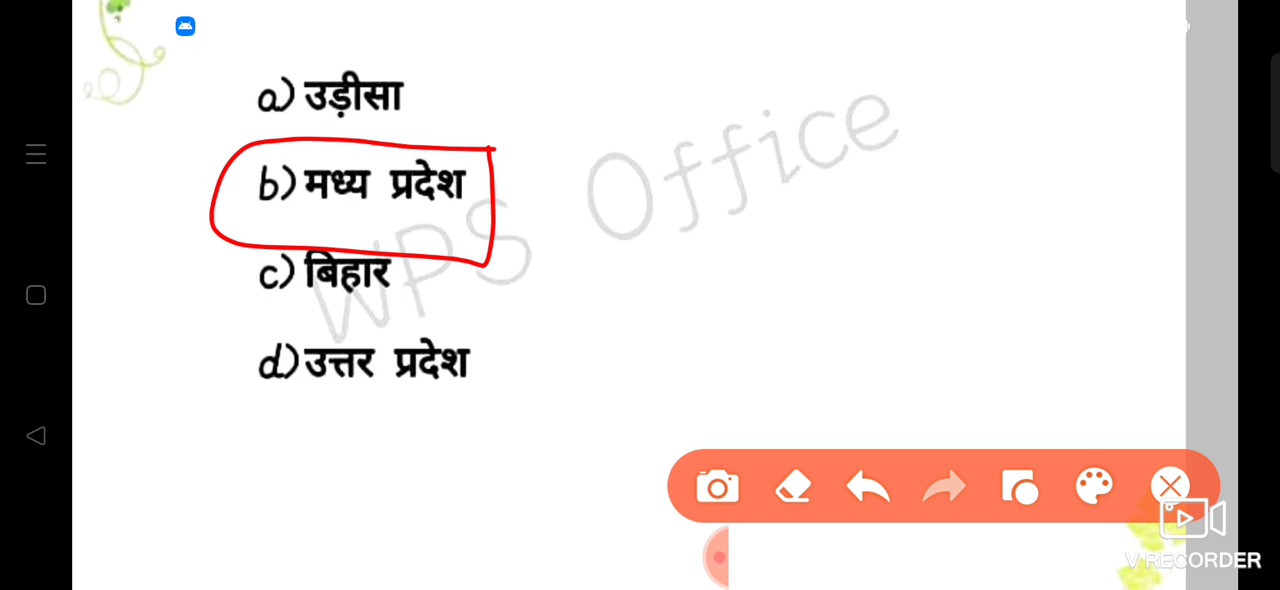 a) उड़ीसा
b) मध्य प्रदेश
c) बिहार
d) उत्तर प्रदेश
WPS Office
V RECORDER